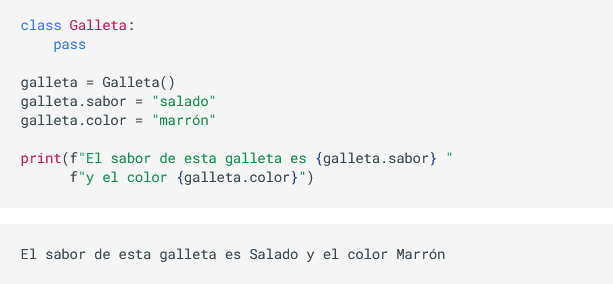 class Galleta:
    pass
galleta = Galleta()
galleta.sabor = "salado"
galleta.color = "marrón"
print(f"El sabor de esta galleta es {galleta.sabor} "
      f"y el color {galleta.color}")
El sabor de esta galleta es Salado y el color Marrón